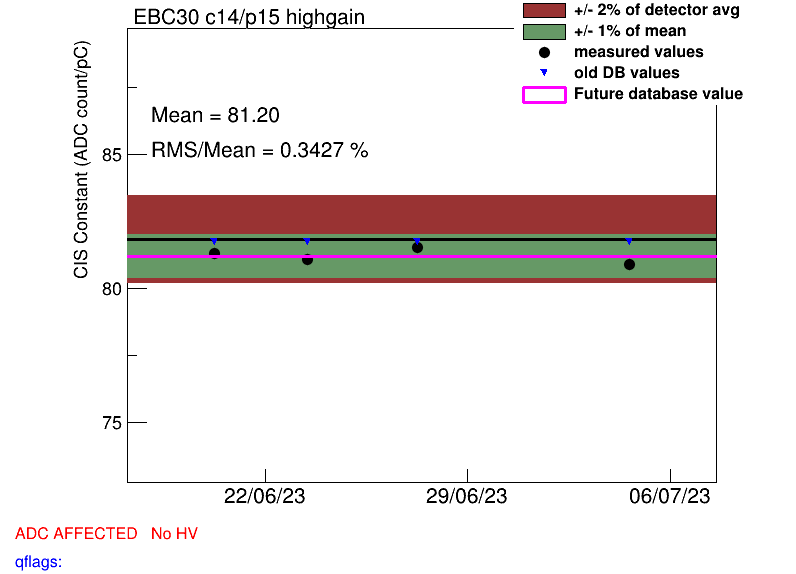 EBC30 c14/p15 highgain
+/- 2% of detector avg
+/- 1% of mean
measured values
old DB values
Future database value
Mean = 81.20
RMS/Mean = 0.3427 %
CIS Constant (ADC count/pC)
85
80
75
22/06/23
29/06/23
06/07/23
ADC AFFECTED No HV
qflags: